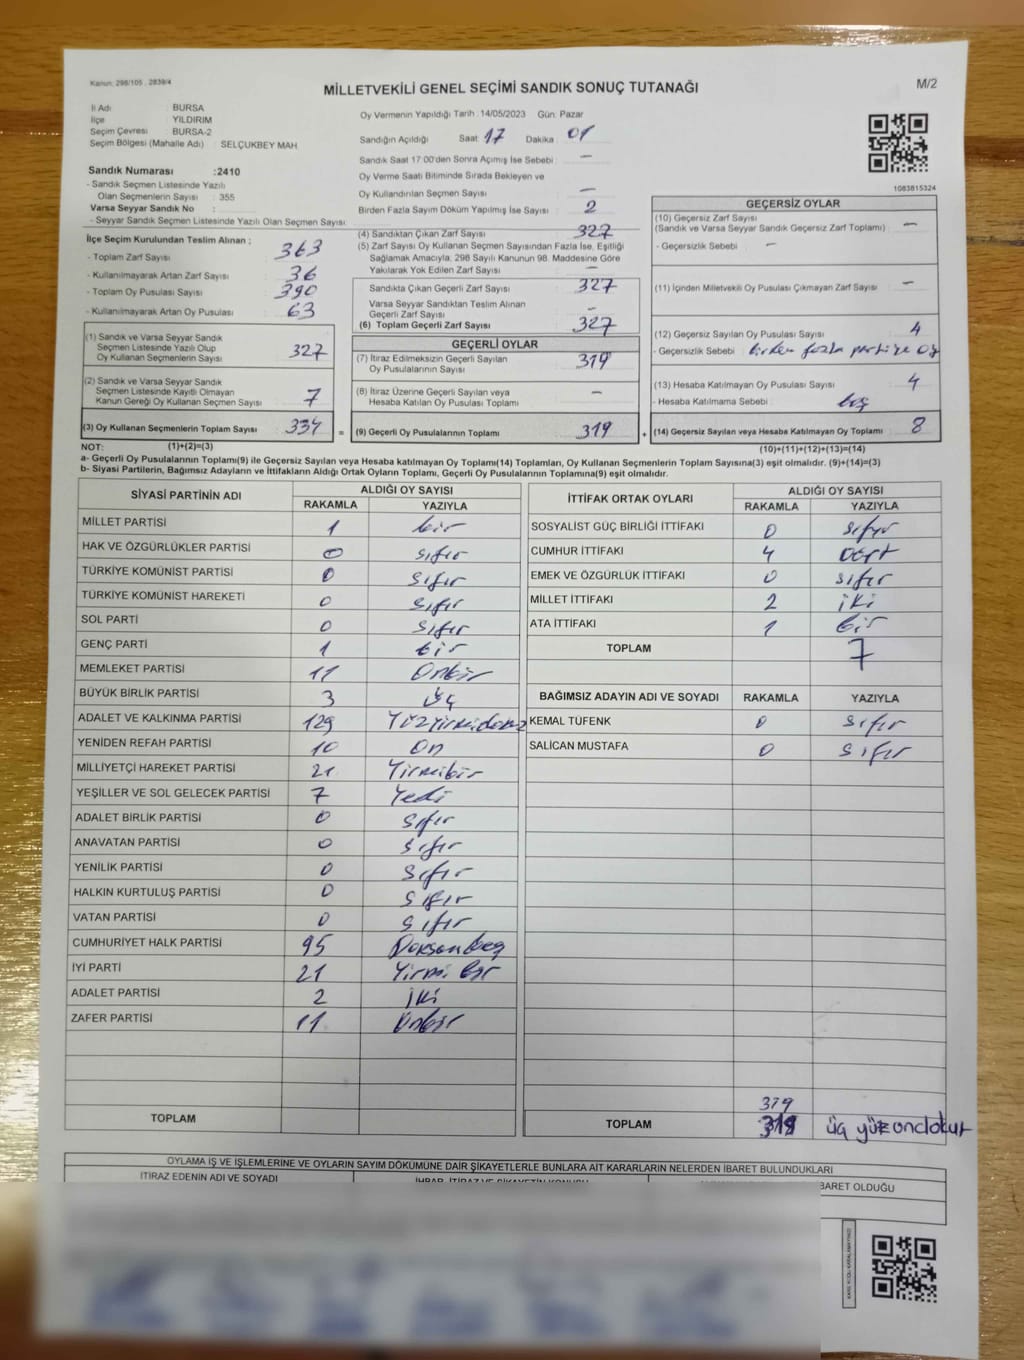 Kanun: 298/105 , 2839/4
MİLLETVEKİLİ GENEL SEÇİMİ SANDIK SONUÇ TUTANAĞI
M/2
İl Adı : BURSA
İlçe : YILDIRIM
Seçim Çevresi : BURSA-2
Seçim Bölgesi (Mahalle Adı) : SELÇUKBEY MAH
Sandık Numarası :2410
- Sandık Seçmen Listesinde Yazılı
Olan Seçmenlerin Sayısı : 355
Varsa Seyyar Sandık No :
- Seyyar Sandık Seçmen Listesinde Yazılı Olan Seçmen Sayısı:
Oy Vermenin Yapıldığı Tarih : 14/05/2023 Gün: Pazar
Sandığın Açıldığı Saat: 17 Dakika : 01
Sandık Saat 17:00'den Sonra Açımış İse Sebebi : —
Oy Verme Saati Bitiminde Sırada Bekleyen ve
Oy Kullandırılan Seçmen Sayısı : —
Birden Fazla Sayım Döküm Yapılmış İse Sayısı : 2
1083815324
İlçe Seçim Kurulundan Teslim Alınan ;
- Toplam Zarf Sayısı : 363
- Kullanılmayarak Artan Zarf Sayısı : 36
- Toplam Oy Pusulası Sayısı : 390
- Kullanılmayarak Artan Oy Pusulası : 63
(1) Sandık ve Varsa Seyyar Sandık
Seçmen Listesinde Yazılı Olup
Oy Kullanan Seçmenlerin Sayısı : 327
(2) Sandık ve Varsa Seyyar Sandık
Seçmen Listesinde Kayıtlı Olmayan
Kanun Gereği Oy Kullanan Seçmen Sayısı : 7
(3) Oy Kullanan Seçmenlerin Toplam Sayısı : 334
(4) Sandıktan Çıkan Zarf Sayısı : 327
(5) Zarf Sayısı Oy Kullanan Seçmen Sayısından Fazla İse, Eşitliği
Sağlamak Amacıyla; 298 Sayılı Kanunun 98. Maddesine Göre
Yakılarak Yok Edilen Zarf Sayısı : —
Sandıkta Çıkan Geçerli Zarf Sayısı : 327
Varsa Seyyar Sandıktan Teslim Alınan
Geçerli Zarf Sayısı : —
(6) Toplam Geçerli Zarf Sayısı : 327
GEÇERLİ OYLAR
(7) İtiraz Edilmeksizin Geçerli Sayılan
Oy Pusulalarının Sayısı : 319
(8) İtiraz Üzerine Geçerli Sayılan veya
Hesaba Katılan Oy Pusulası Toplamı : —
= (9) Gecerli Oy Pusulalarının Toplamı : 319
GEÇERSİZ OYLAR
(10) Geçersiz Zarf Sayısı
(Sandık ve Varsa Seyyar Sandık Geçersiz Zarf Toplamı) : —
- Geçersizlik Sebebi : —
(11) İçinden Milletvekili Oy Pusulası Çıkmayan Zarf Sayısı : —
(12) Geçersiz Sayılan Oy Pusulası Sayısı : 4
- Geçersizlik Sebebi : birden fazla partiye oy
(13) Hesaba Katılmayan Oy Pusulası Sayısı : 4
- Hesaba Katılmama Sebebi : boş
+ (14) Geçersiz Sayılan veya Hesaba Katılmayan Oy Toplamı : 8
NOT: (1)+(2)=(3)
(10)+(11)+(12)+(13)=(14)
a- Geçerli Oy Pusulasının Toplamı(9) ile Geçersiz Sayılan veya Hesaba katılmayan Oy Toplamı(14) Toplamları, Oy Kullanan Seçmenlerin Toplam Sayısına(3) eşit olmalıdır. (9)+(14)=(3)
b- Siyasi Partilerin, Bağımsız Adayların ve İttifakların Aldığı Ortak Oyların Toplamı, Geçerli Oy Pusulalarının Toplamına(9) eşit olmalıdır.
SİYASİ PARTİNİN ADI
ALDIĞI OY SAYISI
RAKAMLA YAZIYLA
MİLLET PARTİSİ 1 bir
HAK VE ÖZGÜRLÜKLER PARTİSİ 0 sıfır
TÜRKİYE KOMÜNİST PARTİSİ 0 sıfır
TÜRKİYE KOMÜNİST HAREKETİ 0 sıfır
SOL PARTİ 0 sıfır
GENÇ PARTİ 1 bir
MEMLEKET PARTİSİ 11 Onbir
BÜYÜK BİRLİK PARTİSİ 3 üç
ADALET VE KALKINMA PARTİSİ 129 Yüzyirmidokuz
YENİDEN REFAH PARTİSİ 10 On
MİLLİYETÇİ HAREKET PARTİSİ 21 Yirmibir
YEŞİLLER VE SOL GELECEK PARTİSİ 7 Yedi
ADALET BİRLİK PARTİSİ 0 sıfır
ANAVATAN PARTİSİ 0 sıfır
YENİLİK PARTİSİ 0 sıfır
HALKIN KURTULUŞ PARTİSİ 0 sıfır
VATAN PARTİSİ 0 sıfır
CUMHURİYET HALK PARTİSİ 95 Doksanbeş
İYİ PARTİ 21 Yirmi bir
ADALET PARTİSİ 2 iki
ZAFER PARTİSİ 11 Onbir
TOPLAM
İTTİFAK ORTAK OYLARI
ALDIĞI OY SAYISI
RAKAMLA YAZIYLA
SOSYALİST GÜÇ BİRLİĞİ İTTİFAKI 0 sıfır
CUMHUR İTTİFAKI 4 Dört
EMEK VE ÖZGÜRLÜK İTTİFAKI 0 sıfır
MİLLET İTTİFAKI 2 iki
ATA İTTİFAKI 1 bir
TOPLAM 7
BAĞIMSIZ ADAYIN ADI VE SOYADI RAKAMLA YAZIYLA
KEMAL TÜFENK 0 sıfır
SALİCAN MUSTAFA 0 sıfır
319
TOPLAM 319 üç yüz ondokuz
OYLAMA İŞ VE İŞLEMLERİNE VE OYLARIN SAYIM DÖKÜMÜNE DAİR ŞİKAYETLERLE BUNLARA AİT KARARLARIN NELERDEN İBARET BULUNDUKLARI
İTİRAZ EDENİN ADI VE SOYADI
İHBAR, İTİRAZ VE ŞİKAYETİN KONUSU
İBARET OLDUĞU